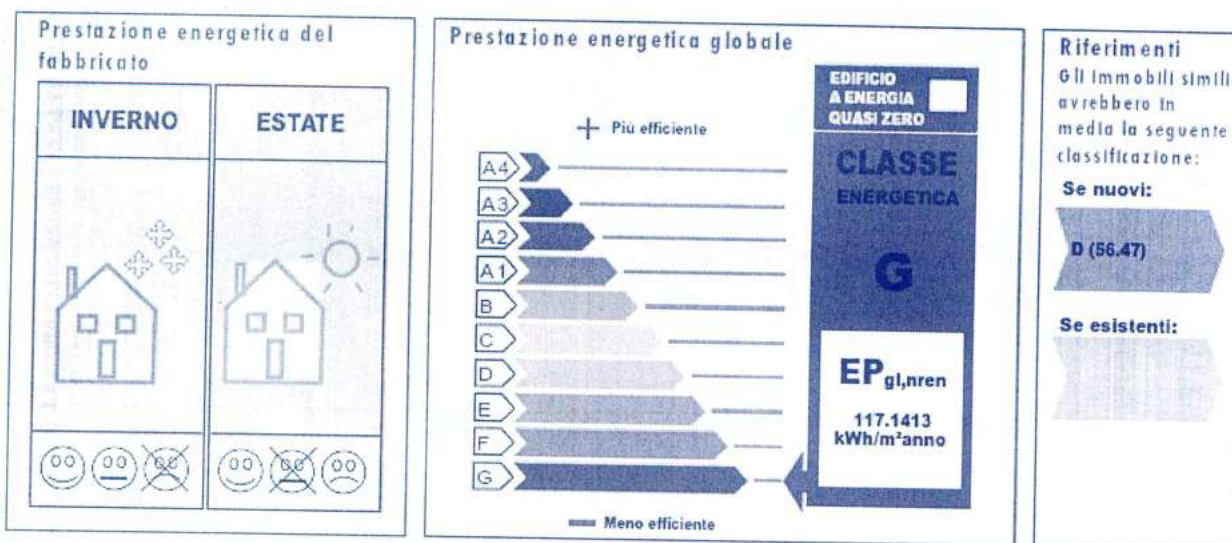 Prestazione energetica del
fabbricato
INVERNO
ESTATE
Prestazione energetica globale
+ Più efficiente
A4
A3
A2
A1
B
C
D
E
F
G
Meno efficiente
EDIFICIO
A ENERGIA
QUASI ZERO
CLASSE
ENERGETICA
G
EPgl,nren
117.1413
kWh/m²anno
Riferimenti
Gli immobili simili
avrebbero in
media la seguente
classificazione:
Se nuovi:
D (56.47)
Se esistenti: